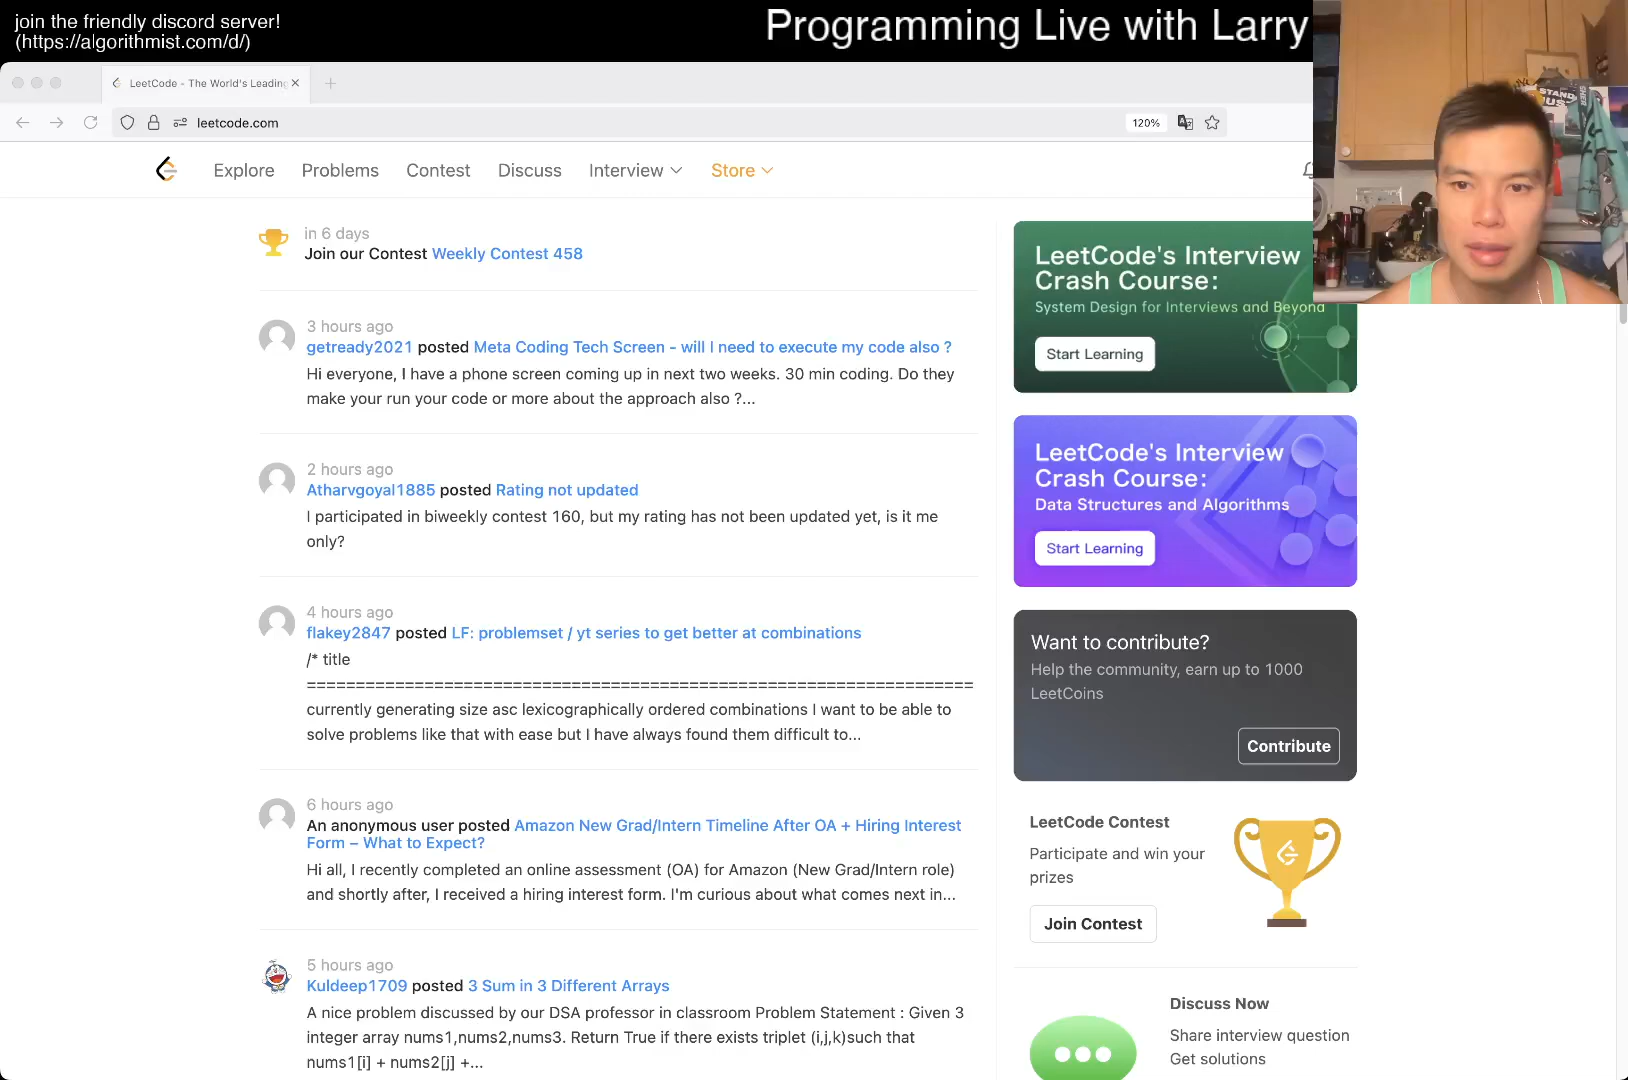 join the friendly discord server!
(https://algorithmist.com/d/)
Programming Live with Larry
LeetCode - The World's Leading
leetcode.com
120%
Explore
Problems
Contest
Discuss
Interview
Store
in 6 days
Join our Contest Weekly Contest 458
3 hours ago
getready2021 posted Meta Coding Tech Screen - will I need to execute my code also ?
Hi everyone, I have a phone screen coming up in next two weeks. 30 min coding. Do they
make your run your code or more about the approach also ?...
2 hours ago
Atharvgoyal1885 posted Rating not updated
I participated in biweekly contest 160, but my rating has not been updated yet, is it me
only?
4 hours ago
flakey2847 posted LF: problemset / yt series to get better at combinations
/* title
====================================================================
currently generating size asc lexicographically ordered combinations I want to be able to
solve problems like that with ease but I have always found them difficult to...
6 hours ago
An anonymous user posted Amazon New Grad/Intern Timeline After OA + Hiring Interest
Form – What to Expect?
Hi all, I recently completed an online assessment (OA) for Amazon (New Grad/Intern role)
and shortly after, I received a hiring interest form. I'm curious about what comes next in...
5 hours ago
Kuldeep1709 posted 3 Sum in 3 Different Arrays
A nice problem discussed by our DSA professor in classroom Problem Statement : Given 3
integer array nums1,nums2,nums3. Return True if there exists triplet (i,j,k)such that
nums1[i] + nums2[j] +...
LeetCode's Interview
Crash Course:
System Design for Interviews and Beyond
Start Learning
LeetCode's Interview
Crash Course:
Data Structures and Algorithms
Start Learning
Want to contribute?
Help the community, earn up to 1000
LeetCoins
Contribute
LeetCode Contest
Participate and win your
prizes
Join Contest
Discuss Now
Share interview question
Get solutions
STAND
US